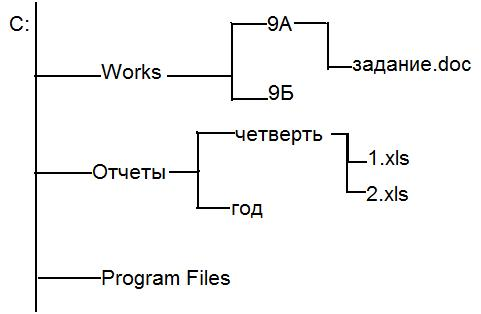 C:
Works
9А
задание.doc
9Б
Отчеты
четверть
1.xls
2.xls
год
Program Files